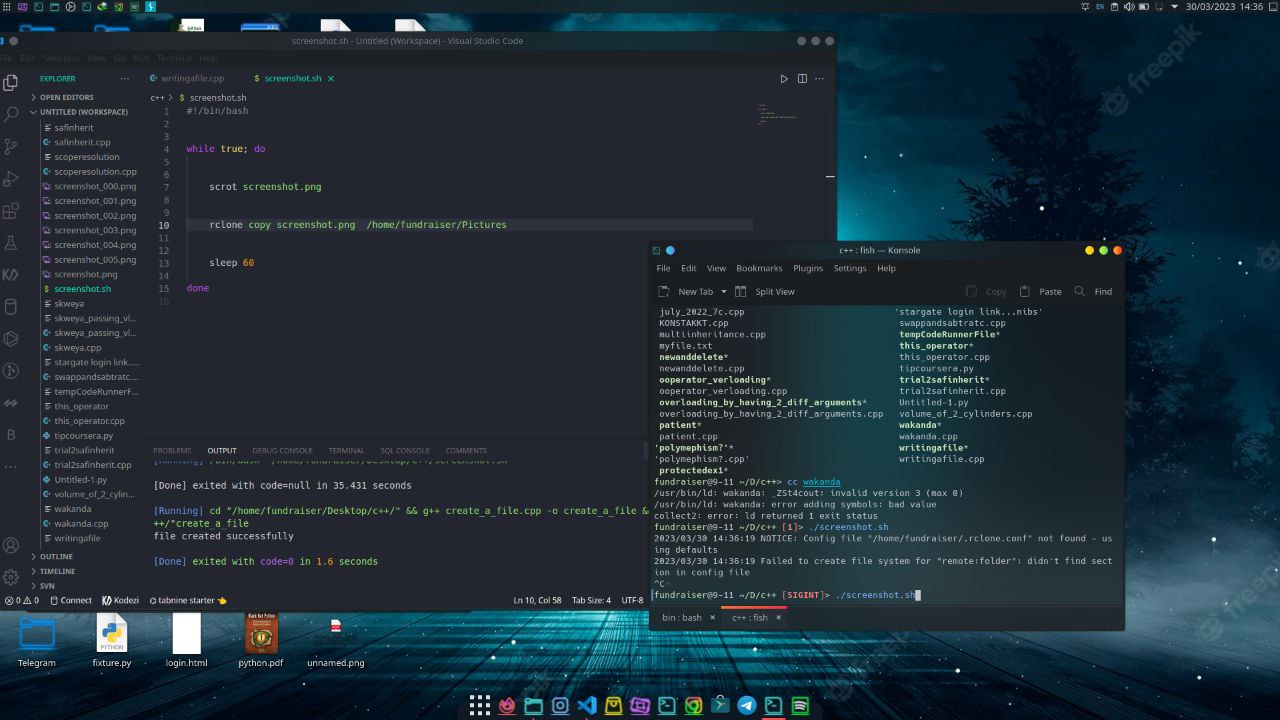 EN
30/03/2023 14:36
screenshot.sh - Untitled (Workspace) - Visual Studio Code
File Edit Selection View Go Run Terminal Help
EXPLORER
writingafile.cpp
screenshot.sh
OPEN EDITORS
UNTITLED (WORKSPACE)
safinherit
safinherit.cpp
scoperesolution
scoperesolution.cpp
screenshot_000.png
screenshot_001.png
screenshot_002.png
screenshot_003.png
screenshot_004.png
screenshot_005.png
screenshot.png
screenshot.sh
skweya
skweya_passing_vl...
skweya_passing_vl...
skweya.cpp
stargate login link....
swappandsabtratc....
tempCodeRunnerF...
this_operator
this_operator.cpp
tipcoursera.py
trial2safinherit
trial2safinherit.cpp
Untitled-1.py
volume_of_2_cylin...
wakanda
wakanda.cpp
writingafile
OUTLINE
TIMELINE
SVN
c++ > $ screenshot.sh
1 #!/bin/bash
2
3
4 while true; do
5
6
7 scrot screenshot.png
8
9
10 rclone copy screenshot.png /home/fundraiser/Pictures
11
12
13 sleep 60
14
15 done
16
PROBLEMS OUTPUT DEBUG CONSOLE TERMINAL SQL CONSOLE COMMENTS
[Done] exited with code=null in 35.431 seconds
[Running] cd "/home/fundraiser/Desktop/c++/" && g++ create_a_file.cpp -o create_a_file &
++/"create_a_file
file created successfully
[Done] exited with code=0 in 1.6 seconds
0 0 Connect Kodezi tabnine starter
Ln 10, Col 58 Tab Size: 4 UTF-8
c++ : fish — Konsole
File Edit View Bookmarks Plugins Settings Help
New Tab Split View Copy Paste Find
july_2022_7c.cpp 'stargate login link...nibs'
KONSTAKKT.cpp swappandsabtratc.cpp
multiinheritance.cpp tempCodeRunnerFile*
myfile.txt this_operator*
newanddelete* this_operator.cpp
newanddelete.cpp tipcoursera.py
ooperator_verloading* trial2safinherit*
ooperator_verloading.cpp trial2safinherit.cpp
overloading_by_having_2_diff_arguments* Untitled-1.py
overloading_by_having_2_diff_arguments.cpp volume_of_2_cylinders.cpp
patient* wakanda*
patient.cpp wakanda.cpp
'polymephism?'* writingafile*
'polymephism?.cpp' writingafile.cpp
protectedex1*
fundraiser@9-11 ~/D/c++> cc wakanda
/usr/bin/ld: wakanda: _ZSt4cout: invalid version 3 (max 0)
/usr/bin/ld: wakanda: error adding symbols: bad value
collect2: error: ld returned 1 exit status
fundraiser@9-11 ~/D/c++ [1]> ./screenshot.sh
2023/03/30 14:36:19 NOTICE: Config file "/home/fundraiser/.rclone.conf" not found - us
ing defaults
2023/03/30 14:36:19 Failed to create file system for "remote:folder": didn't find sect
ion in config file
^C
fundraiser@9-11 ~/D/c++ [SIGINT]> ./screenshot.sh
bin : bash c++ : fish
Telegram
PYTHON
fixture.py
login.html
python.pdf
unnamed.png
freepik
freepik